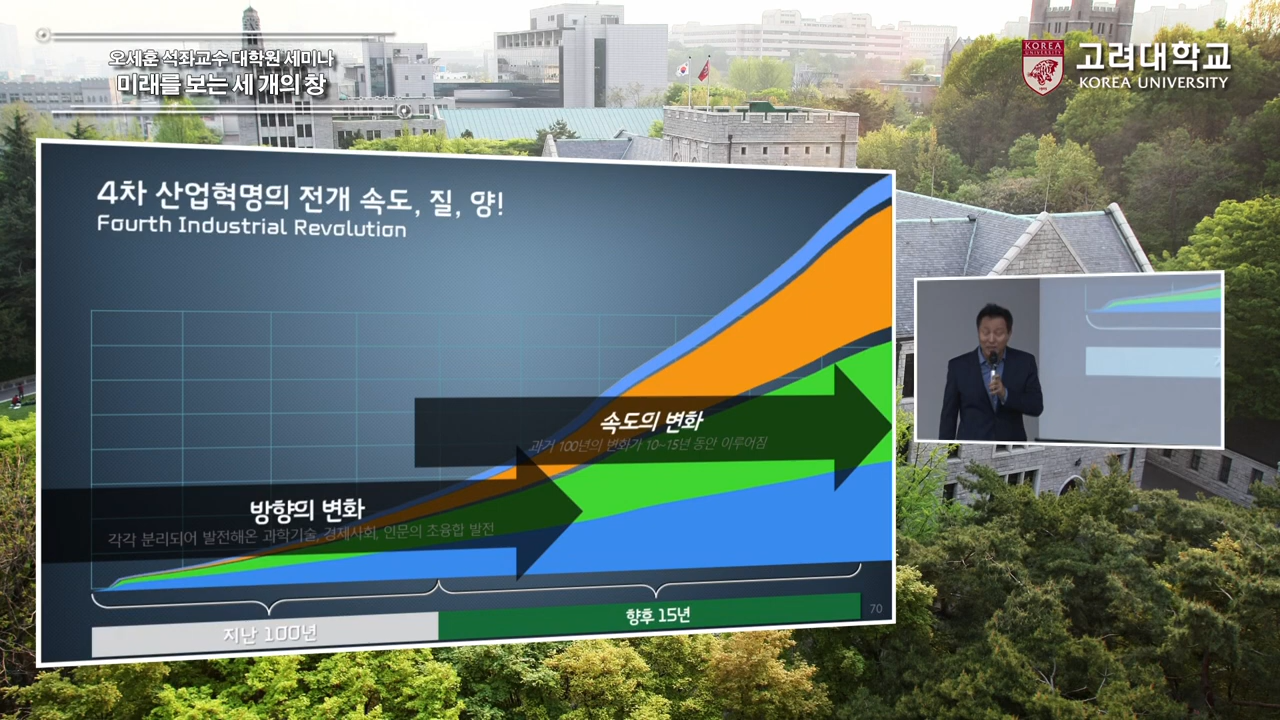 오세훈 석좌교수 대학원 세미나
미래를 보는 세 개의 창
KOREA
UNIVERSITY
고려대학교
KOREA UNIVERSITY
4차 산업혁명의 전개 속도, 질, 양!
Fourth Industrial Revolution
속도의 변화
과거 100년의 변화가 10~15년 동안 이루어짐
방향의 변화
각각 분리되어 발전해온 과학기술, 경제사회, 인문의 초융합 발전
지난 100년
향후 15년
70